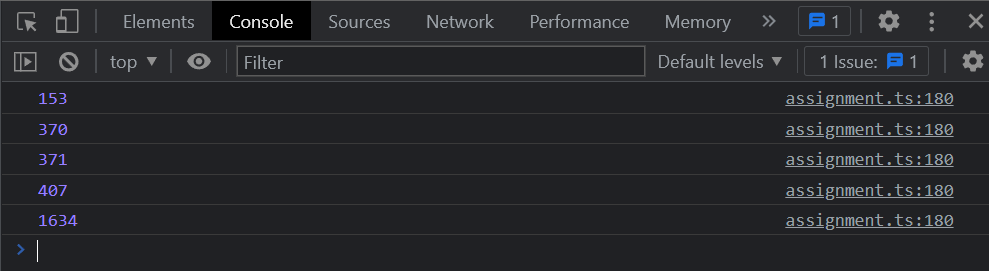 Elements Console Sources Network Performance Memory » 1
top ▼ Filter Default levels ▼ 1 Issue: 1
153 assignment.ts:180
370 assignment.ts:180
371 assignment.ts:180
407 assignment.ts:180
1634 assignment.ts:180
>